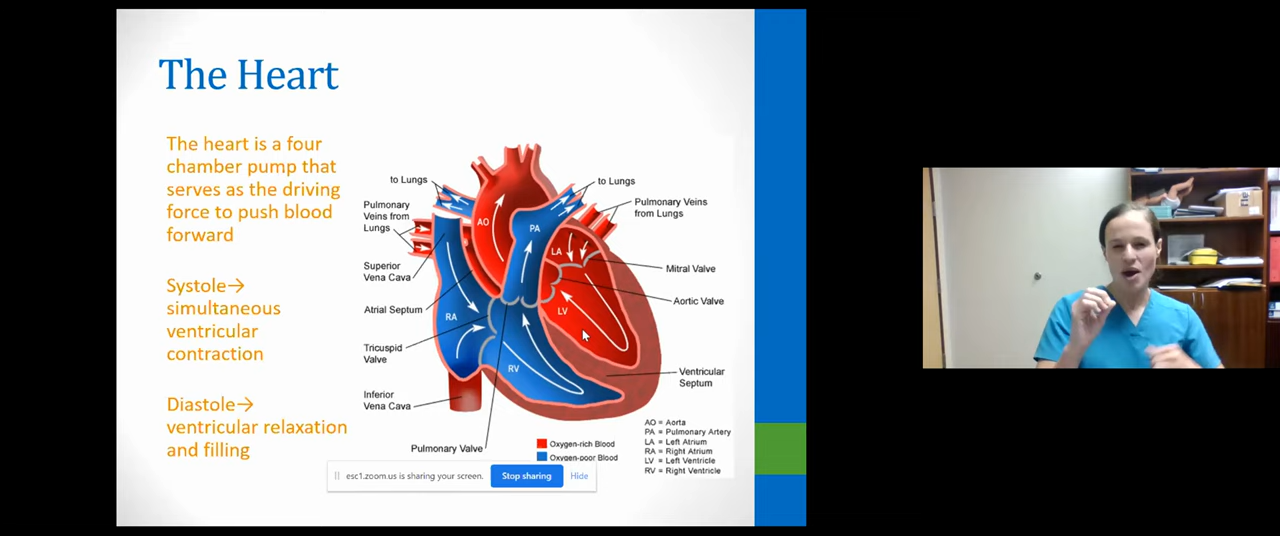 The Heart
The heart is a four
chamber pump that
serves as the driving
force to push blood
forward
Systole→
simultaneous
ventricular
contraction
Diastole→
ventricular relaxation
and filling
to Lungs
Pulmonary
Veins from
Lungs
Superior
Vena Cava
Atrial Septum
Tricuspid
Valve
Inferior
Vena Cava
Pulmonary Valve
to Lungs
Pulmonary Veins
from Lungs
Mitral Valve
Aortic Valve
Ventricular
Septum
AO
PA
LA
LV
RA
RV
Oxygen-rich Blood
Oxygen-poor Blood
AO = Aorta
PA = Pulmonary Artery
LA = Left Atrium
RA = Right Atrium
LV = Left Ventricle
RV = Right Ventricle
esc1.zoom.us is sharing your screen.
Stop sharing
Hide